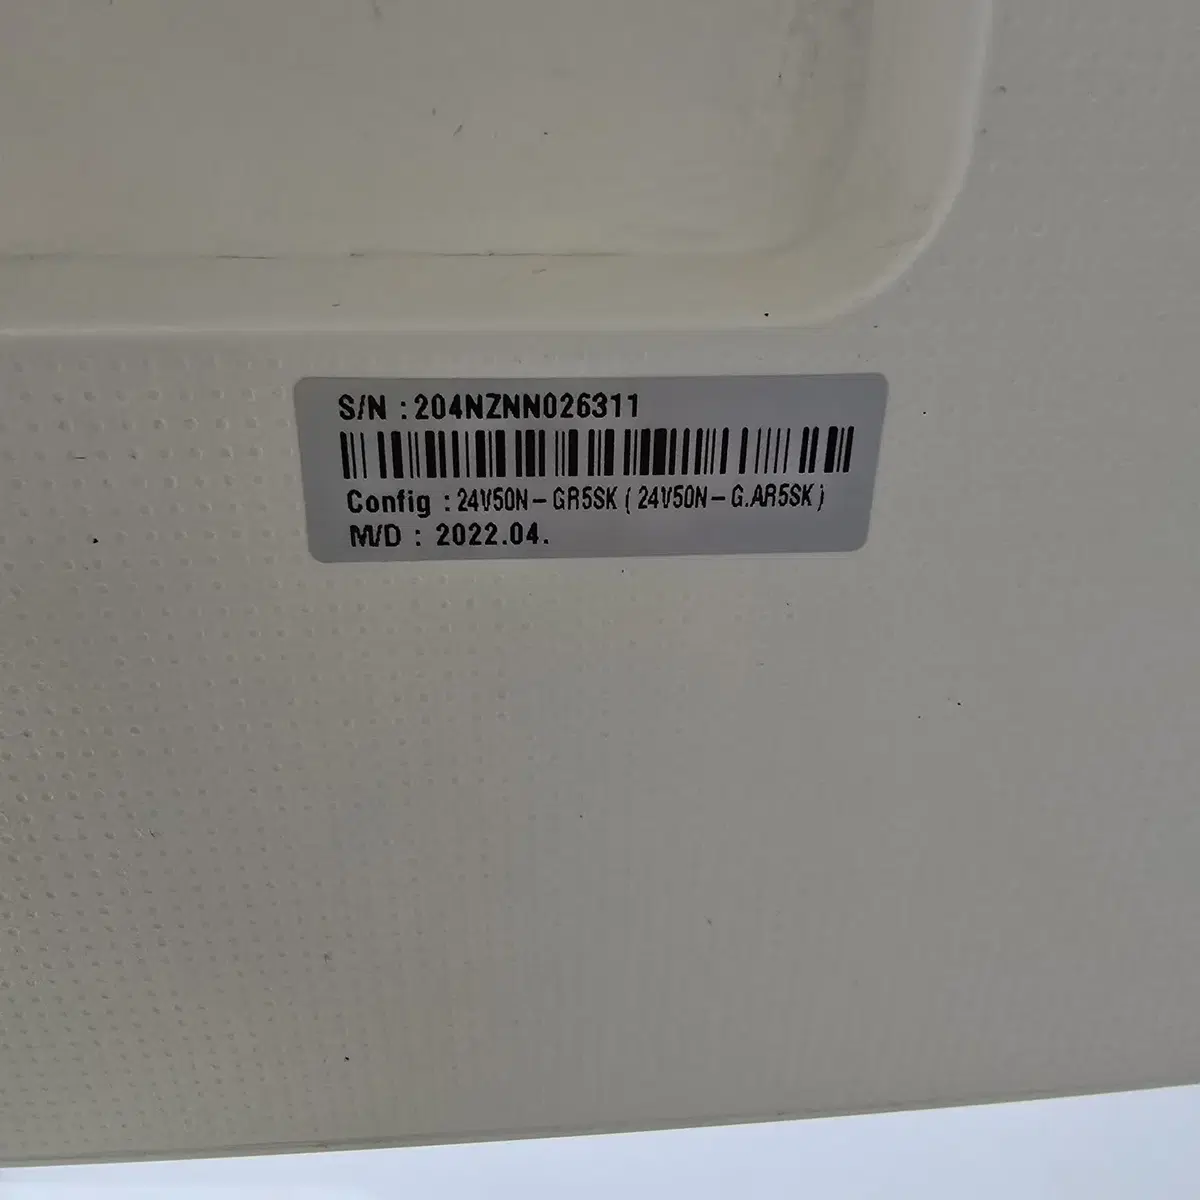 S/N : 204NZNN026311
Config : 24V50N - GR5SK ( 24V50N - G.AR5SK )
M/D : 2022.04.